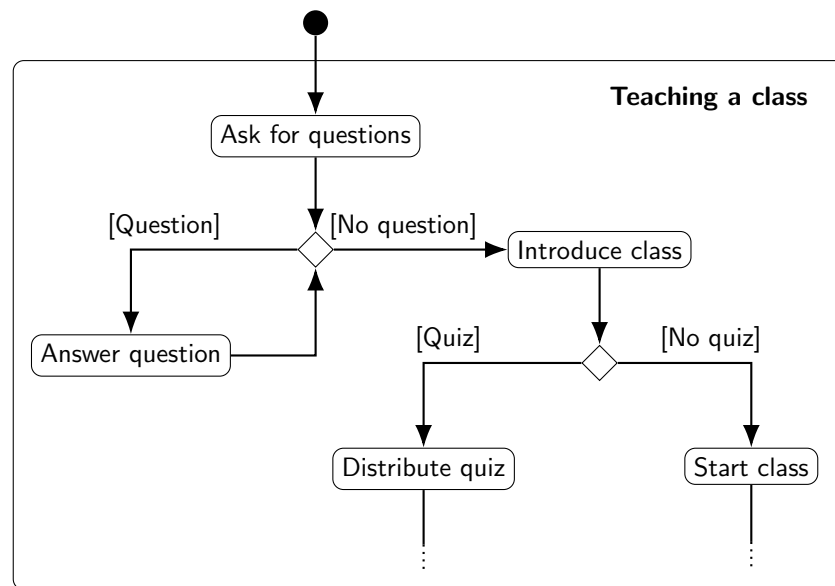 Teaching a class
Ask for questions
[Question]
[No question]
Introduce class
Answer question
[Quiz]
[No quiz]
Distribute quiz
Start class